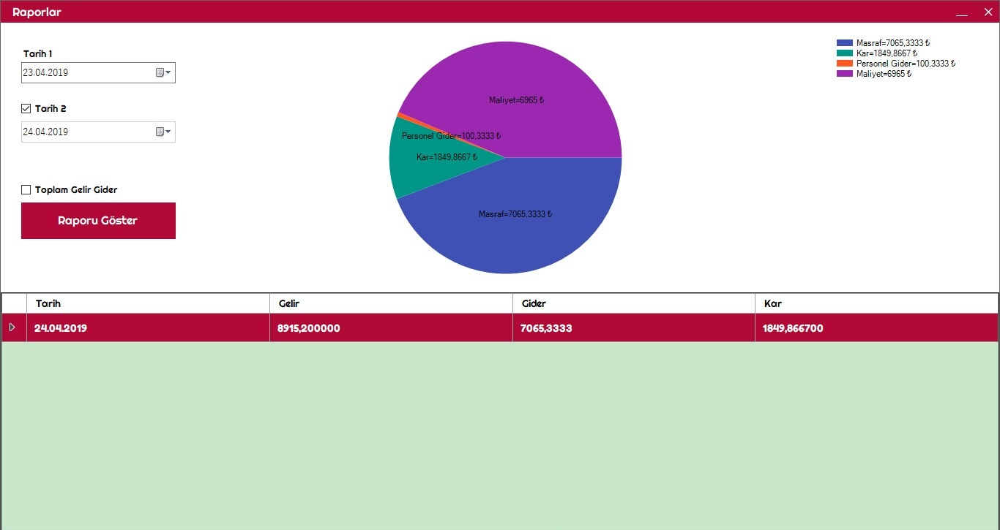 Raporlar
Tarih 1
23.04.2019
Tarih 2
24.04.2019
Toplam Gelir Gider
Raporu Göster
Maliyet=6965 ₺
Personel Gider=100,3333 ₺
Kar=1849,8667 ₺
Masraf=7065,3333 ₺
Masraf=7065,3333 ₺
Kar=1849,8667 ₺
Personel Gider=100,3333 ₺
Maliyet=6965 ₺
Tarih Gelir Gider Kar
24.04.2019 8915,200000 7065,3333 1849,866700